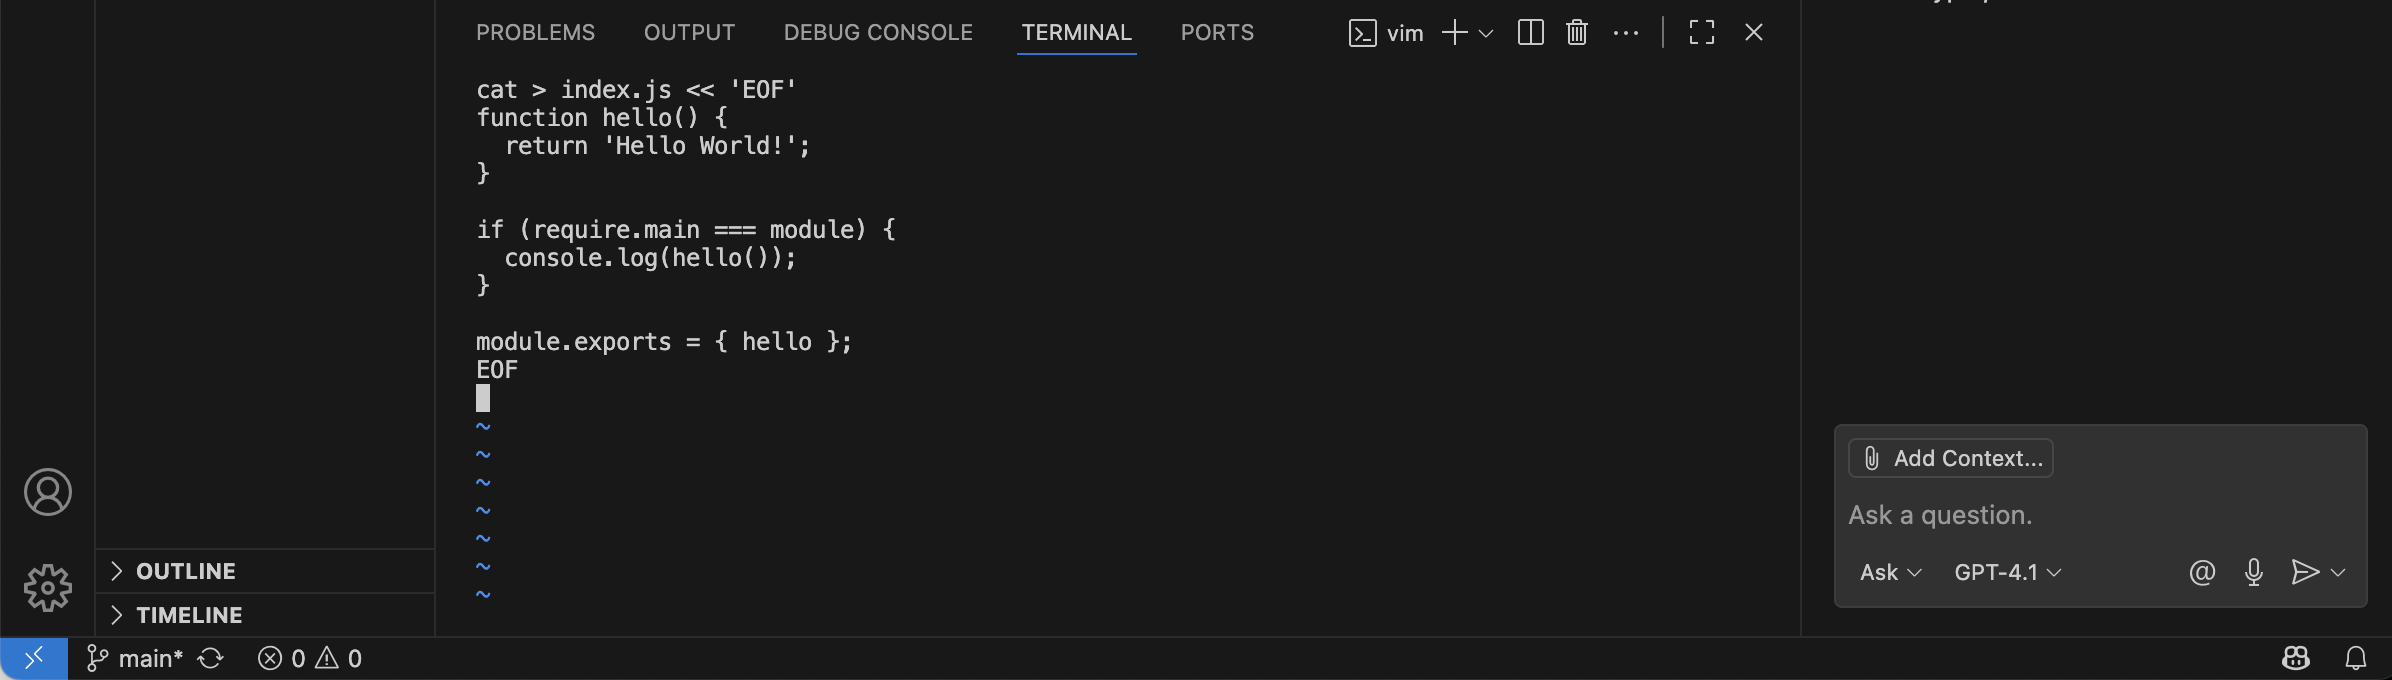 PROBLEMS OUTPUT DEBUG CONSOLE TERMINAL PORTS vim
cat > index.js << 'EOF'
function hello() {
  return 'Hello World!';
}
if (require.main === module) {
  console.log(hello());
}
module.exports = { hello };
EOF
~
~
~
~
~
~
~
Add Context...
Ask a question.
Ask GPT-4.1 @
OUTLINE
TIMELINE
main* 0 0